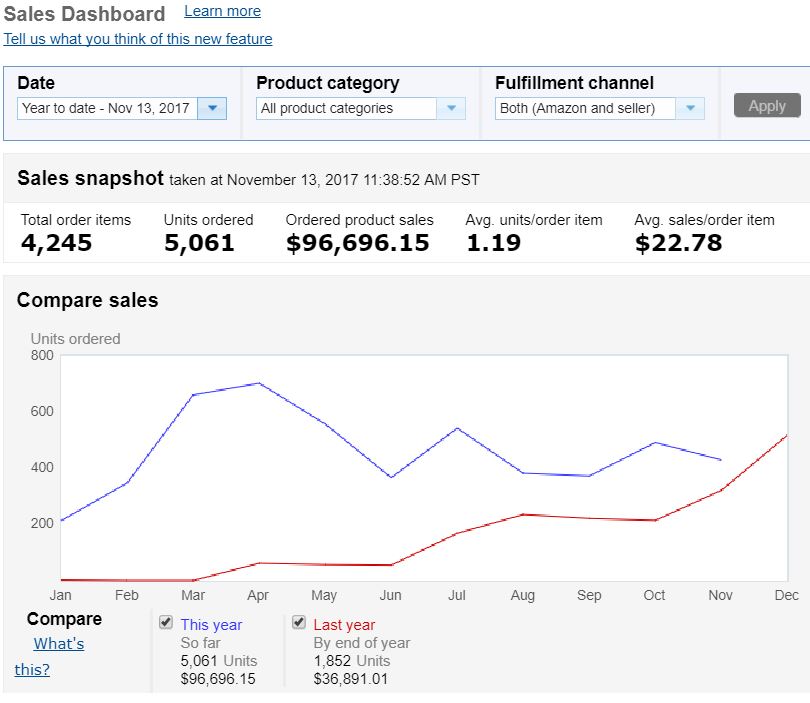 Sales Dashboard Learn more
Tell us what you think of this new feature
Date Product category Fulfillment channel
Year to date - Nov 13, 2017 All product categories Both (Amazon and seller) Apply
Sales snapshot taken at November 13, 2017 11:38:52 AM PST
Total order items Units ordered Ordered product sales Avg. units/order item Avg. sales/order item
4,245 5,061 $96,696.15 1.19 $22.78
Compare sales
Units ordered
800
600
400
200
Jan Feb Mar Apr May Jun Jul Aug Sep Oct Nov Dec
Compare This year Last year
What's So far By end of year
this? 5,061 Units 1,852 Units
$96,696.15 $36,891.01